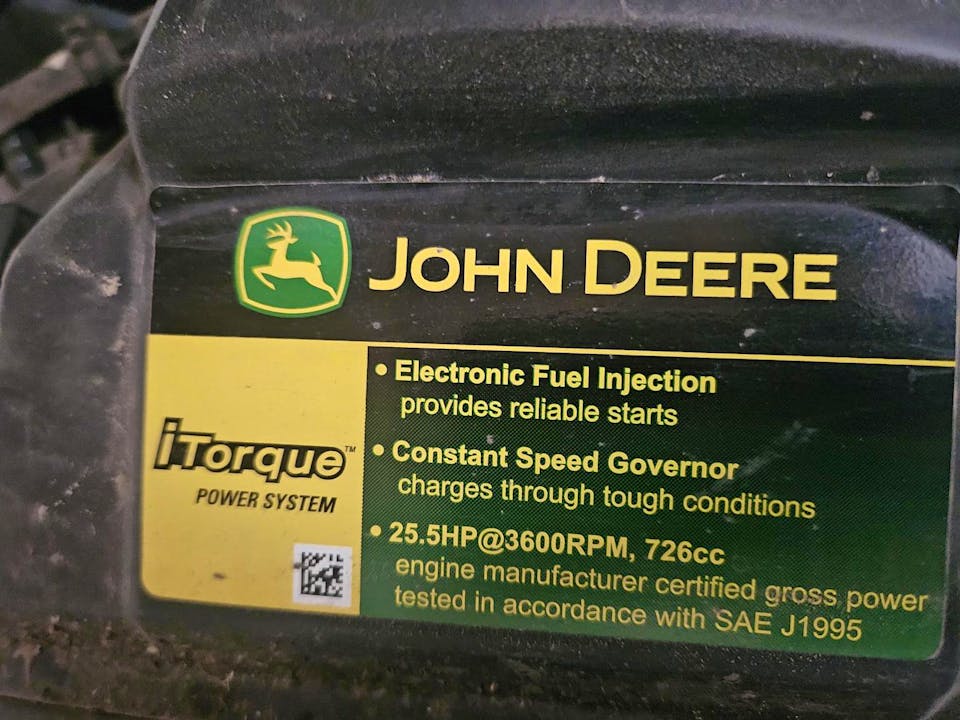 JOHN DEERE
• Electronic Fuel Injection
provides reliable starts
iTorque™
POWER SYSTEM
• Constant Speed Governor
charges through tough conditions
• 25.5HP@3600RPM, 726cc
engine manufacturer certified gross power
tested in accordance with SAE J1995